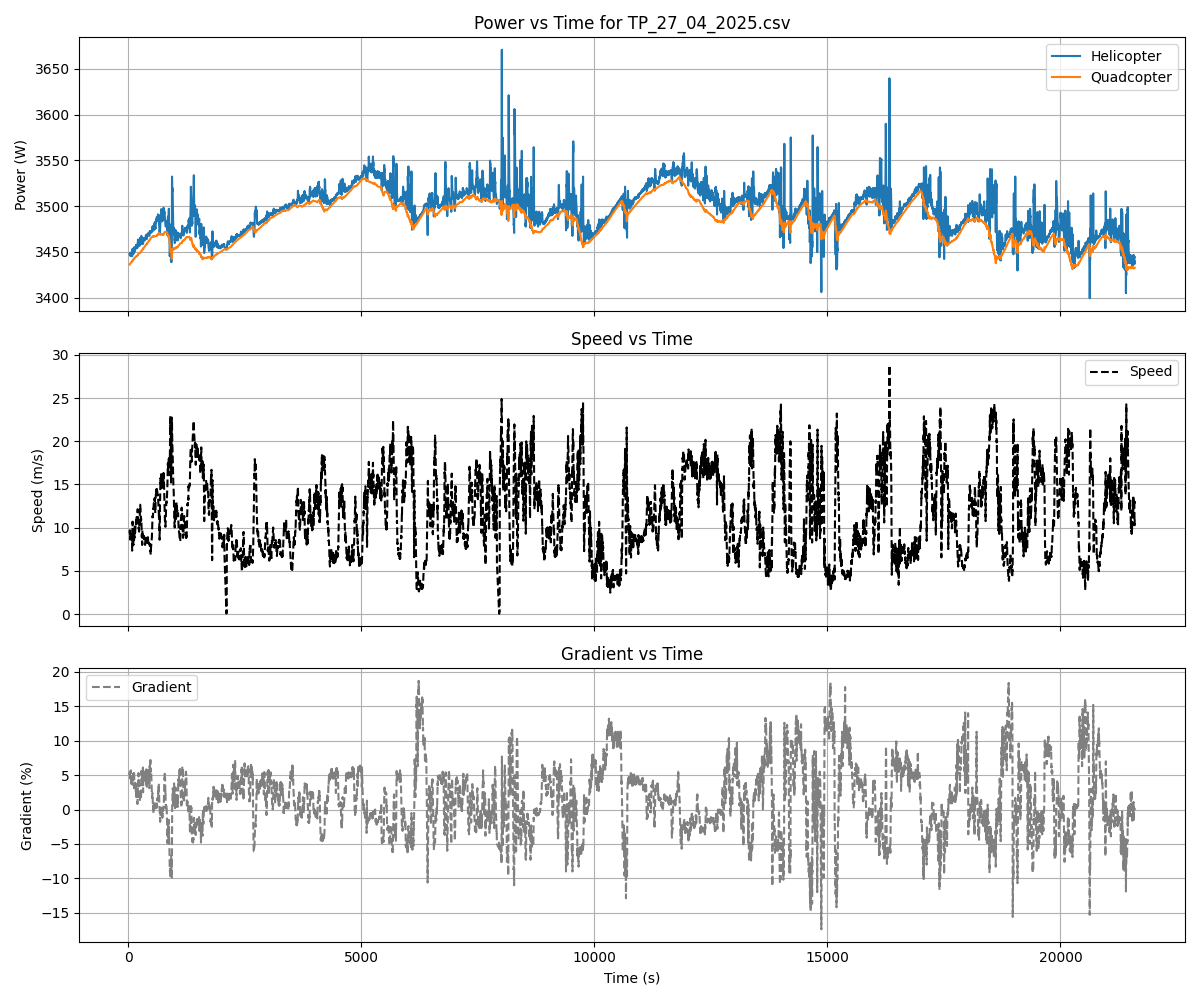 Power vs Time for TP_27_04_2025.csv
Power (W)
3650
3600
3550
3500
3450
3400
Helicopter
Quadcopter
Speed vs Time
Speed (m/s)
30
25
20
15
10
5
0
Speed
Gradient vs Time
Gradient (%)
20
15
10
5
0
−5
−10
−15
Gradient
0 5000 10000 15000 20000
Time (s)